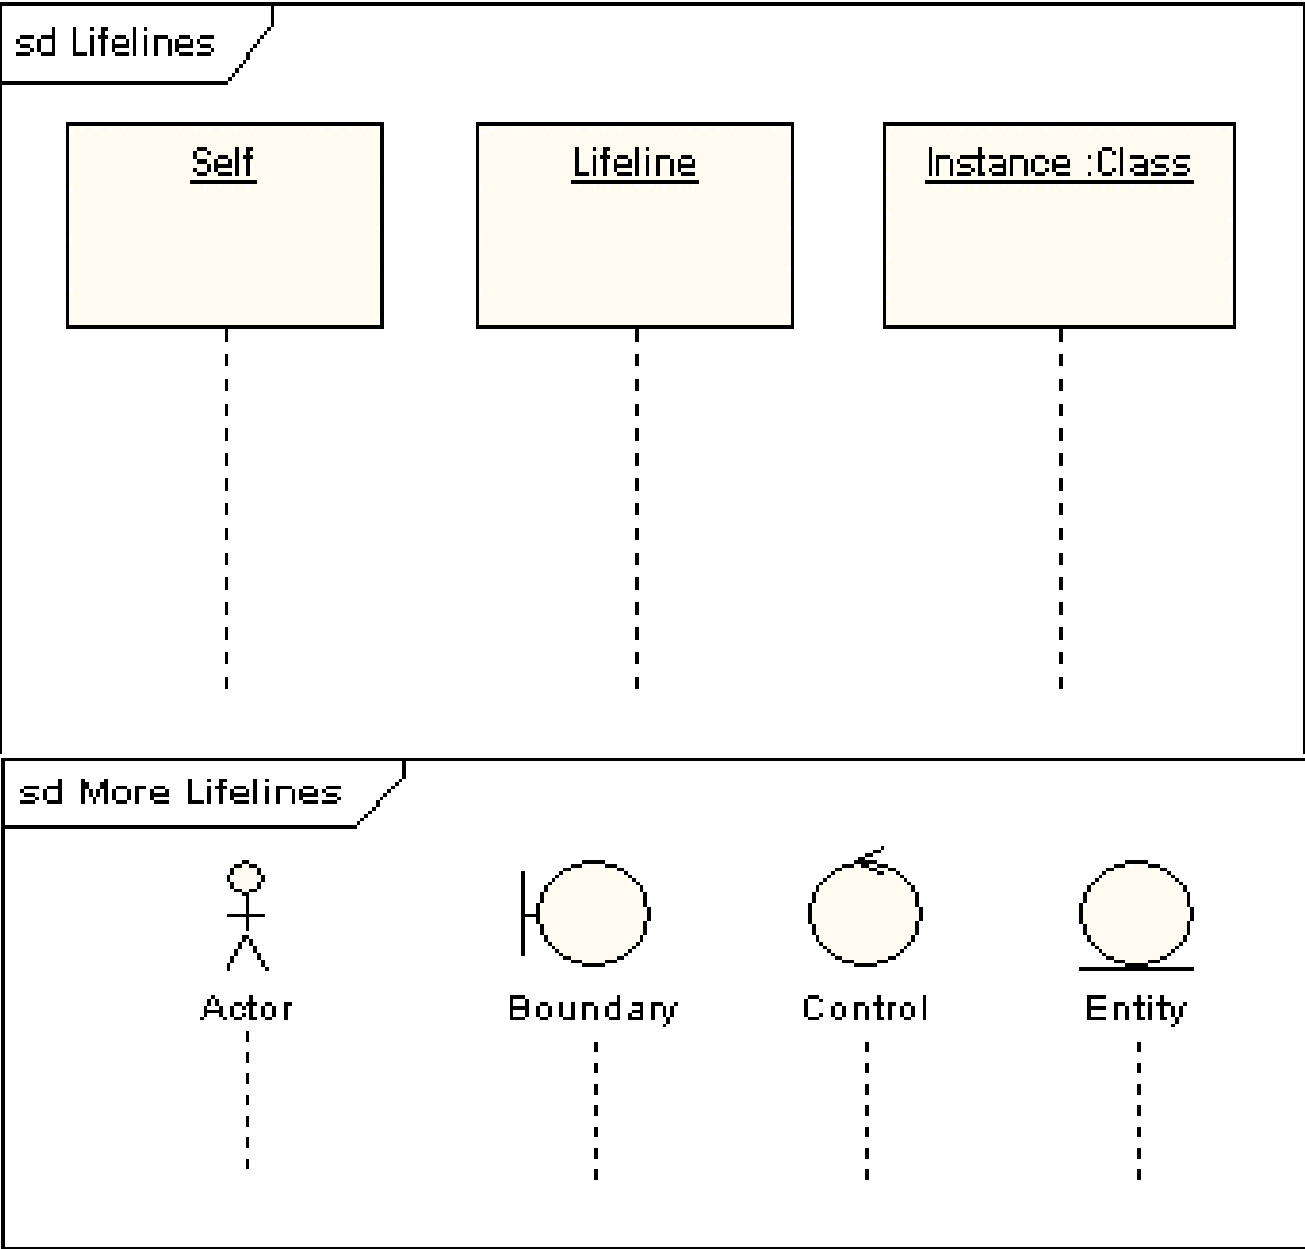 sd Lifelines
Self
Lifeline
Instance :Class
sd More Lifelines
Actor
Boundary
Control
Entity